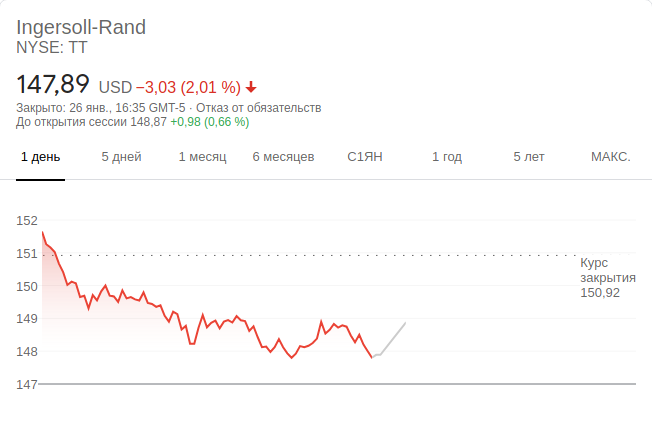 Ingersoll-Rand
NYSE: TT
147,89 USD −3,03 (2,01 %)
Закрыто: 26 янв., 16:35 GMT-5 · Отказ от обязательств
До открытия сессии 148,87 +0,98 (0,66 %)
1 день 5 дней 1 месяц 6 месяцев С1ЯН 1 год 5 лет МАКС.
152
151
Курс
закрытия
150,92
150
149
148
147